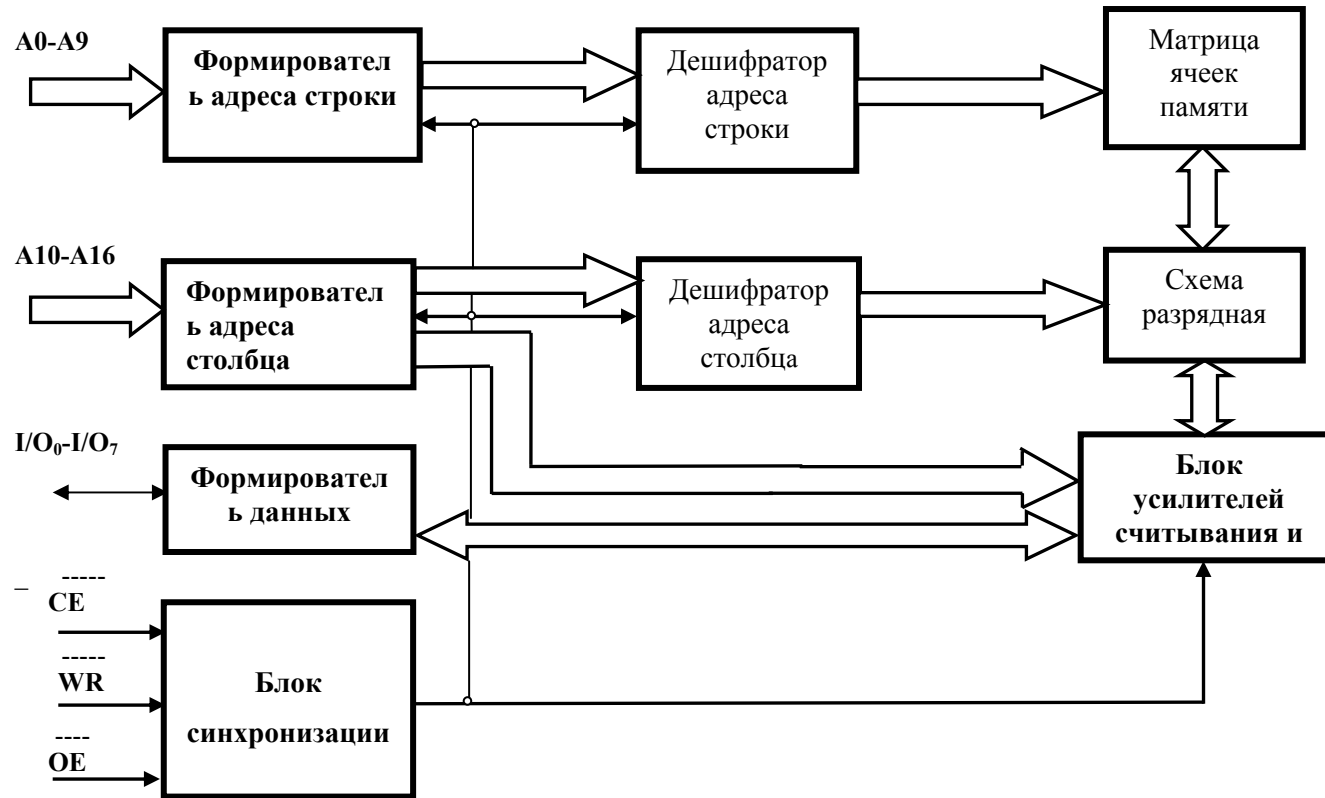 A0-A9
Формировател
ь адреса строки
Дешифратор
адреса
строки
Матрица
ячеек
памяти
A10-A16
Формировател
ь адреса
столбца
Дешифратор
адреса
столбца
Схема
разрядная
I/O₀-I/O₇
Формировател
ь данных
Блок
усилителей
считывания и
CE
WR
OE
Блок
синхронизации